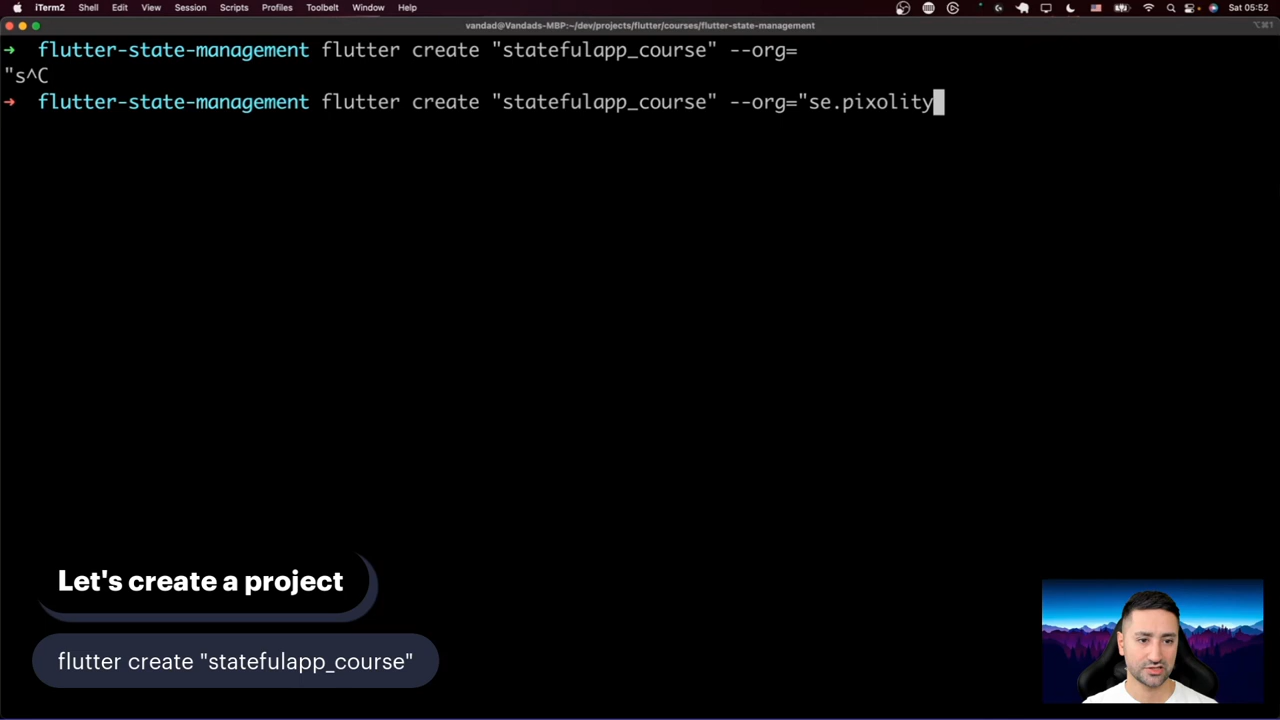 iTerm2 Shell Edit View Session Scripts Profiles Toolbelt Window Help Sat 05:52
vandad@Vandads-MBP:~/dev/projects/flutter/courses/flutter-state-management ⌥⌘1
→ flutter-state-management flutter create "statefulapp_course" --org=
"s^C
→ flutter-state-management flutter create "statefulapp_course" --org="se.pixolity
Let's create a project
flutter create "statefulapp_course"